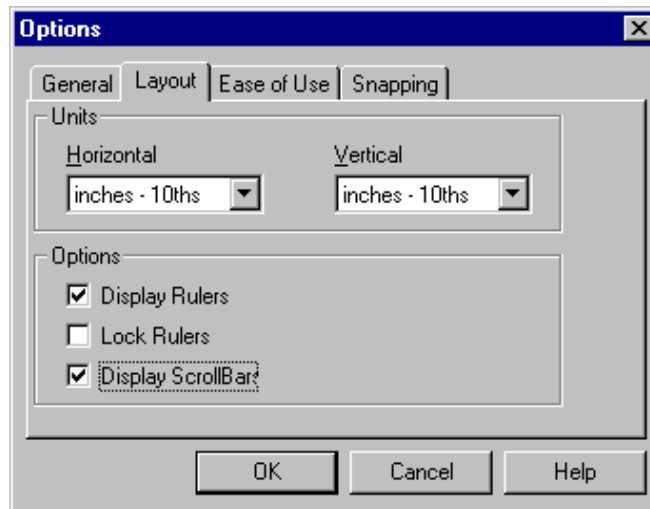 Options
General Layout Ease of Use Snapping
Units
Horizontal Vertical
inches - 10ths inches - 10ths
Options
Display Rulers
Lock Rulers
Display ScrollBars
OK Cancel Help